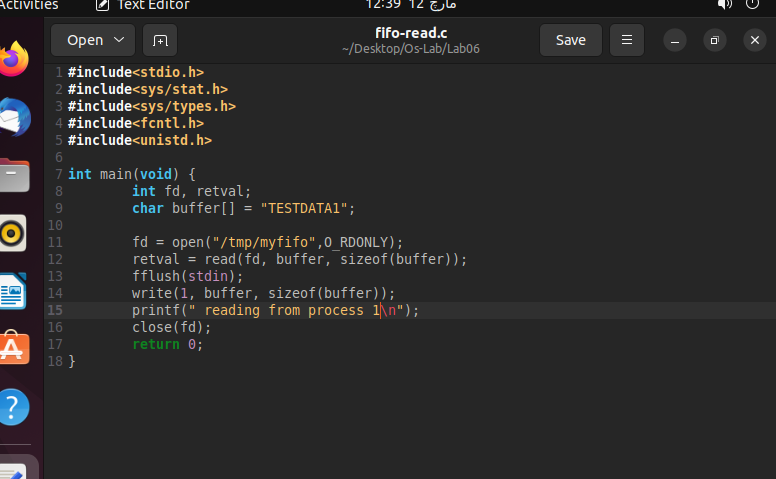 Activities Text Editor 12:39 12 مارچ
Open fifo-read.c Save
~/Desktop/Os-Lab/Lab06
1 #include<stdio.h>
2 #include<sys/stat.h>
3 #include<sys/types.h>
4 #include<fcntl.h>
5 #include<unistd.h>
6
7 int main(void) {
8 int fd, retval;
9 char buffer[] = "TESTDATA1";
10
11 fd = open("/tmp/myfifo",O_RDONLY);
12 retval = read(fd, buffer, sizeof(buffer));
13 fflush(stdin);
14 write(1, buffer, sizeof(buffer));
15 printf(" reading from process 1\n");
16 close(fd);
17 return 0;
18 }